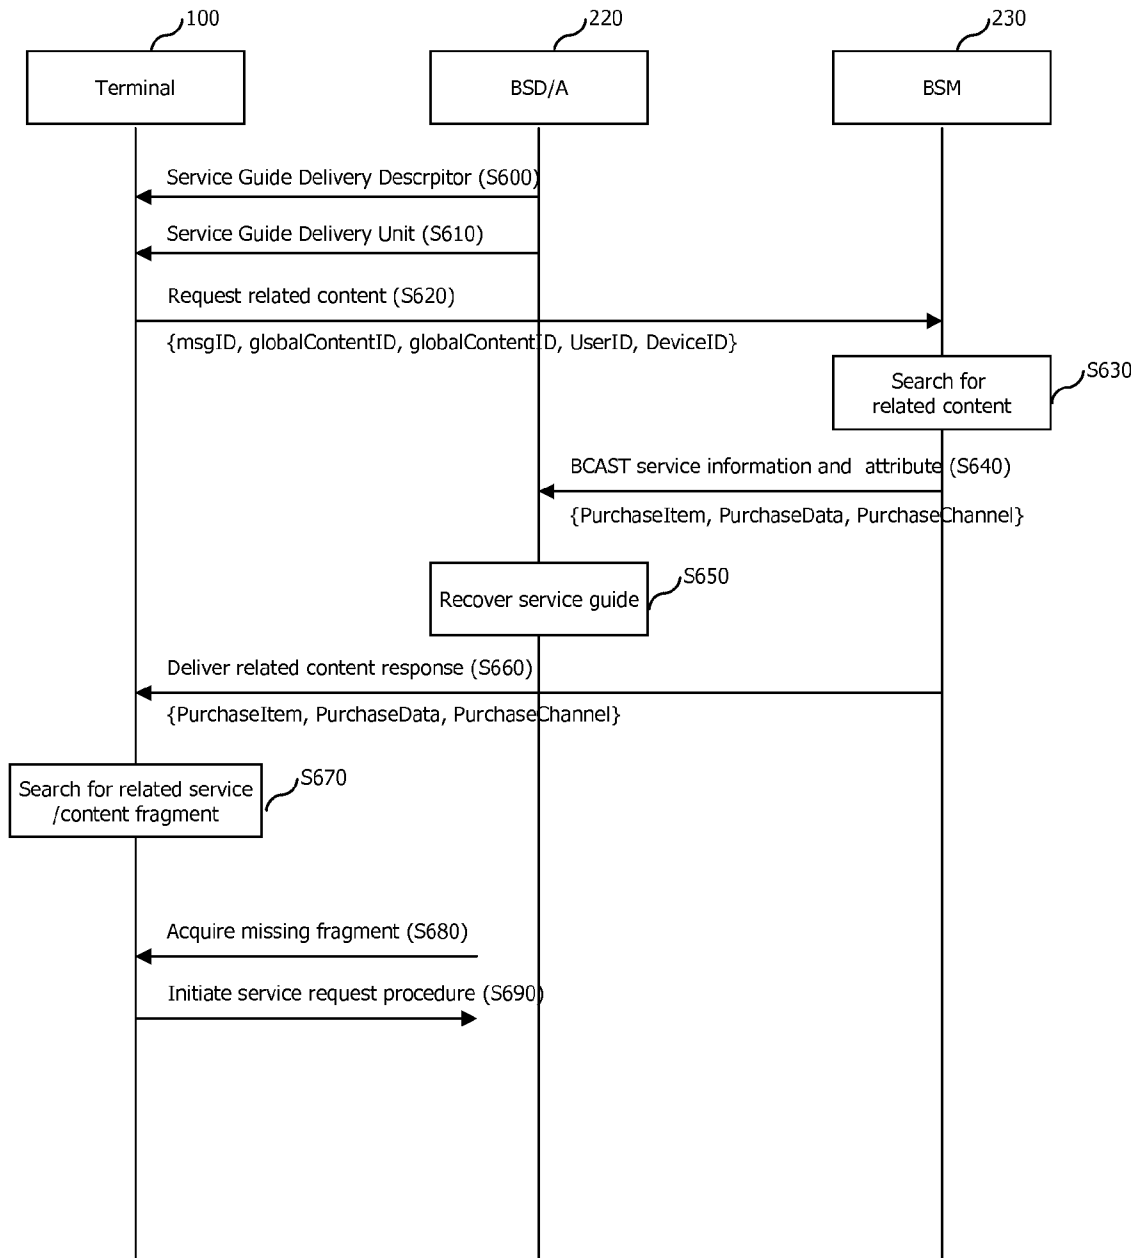 100
220
230
Terminal
BSD/A
BSM
Service Guide Delivery Descrpitor (S600)
Service Guide Delivery Unit (S610)
Request related content (S620)
{msgID, globalContentID, globalContentID, UserID, DeviceID}
Search for
related content
S630
BCAST service information and attribute (S640)
{PurchaseItem, PurchaseData, PurchaseChannel}
Recover service guide
S650
Deliver related content response (S660)
{PurchaseItem, PurchaseData, PurchaseChannel}
Search for related service
/content fragment
S670
Acquire missing fragment (S680)
Initiate service request procedure (S690)